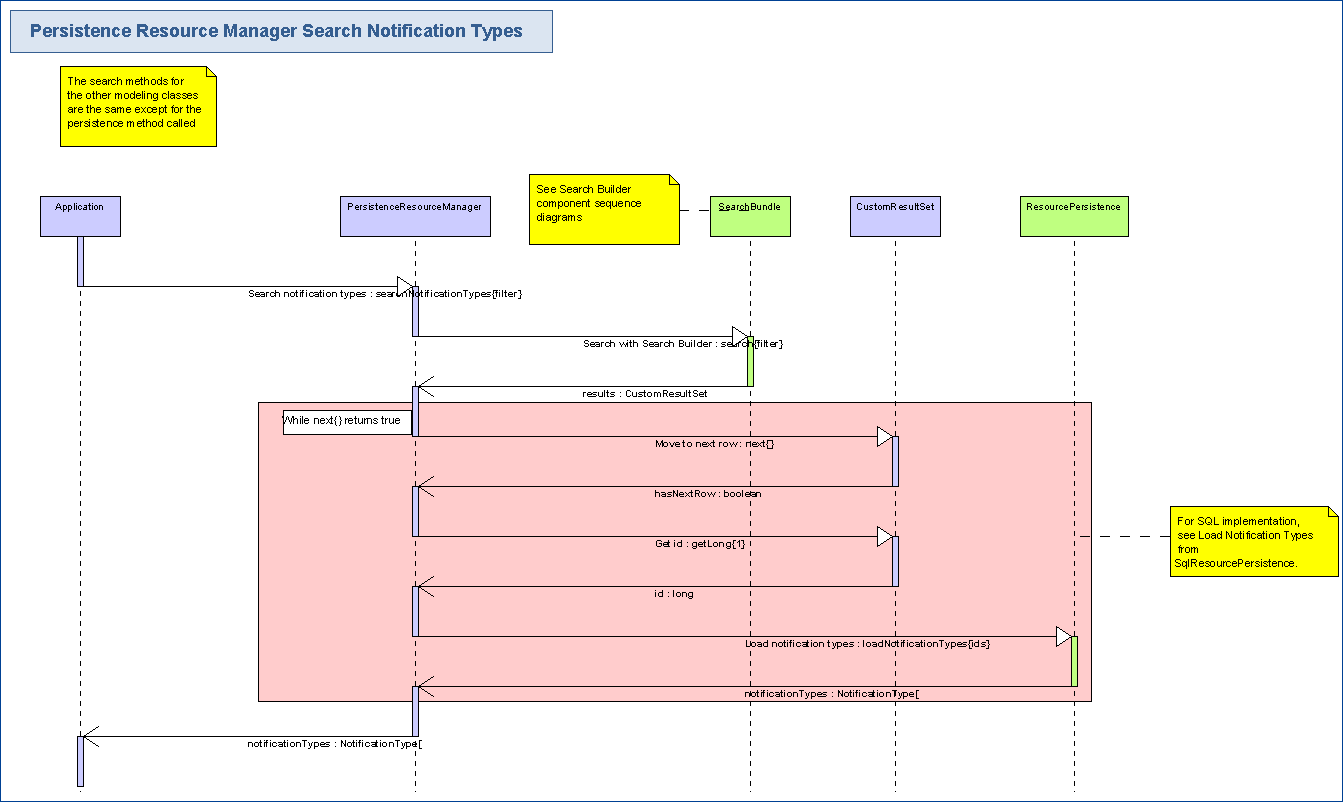 Persistence Resource Manager Search Notification Types
The search methods for
the other modeling classes
are the same except for the
persistence method called
See Search Builder
component sequence
diagrams
Application
PersistenceResourceManager
SearchBundle
CustomResultSet
ResourcePersistence
Search notification types : searchNotificationTypes{filter}
Search with Search Builder : search{filter}
results : CustomResultSet
While next{} returns true
Move to next row : next{}
hasNextRow : boolean
For SQL implementation,
see Load Notification Types
from
SqlResourcePersistence.
Get id : getLong{1}
id : long
Load notification types : loadNotificationTypes{ids}
notificationTypes : NotificationType[
notificationTypes : NotificationType[